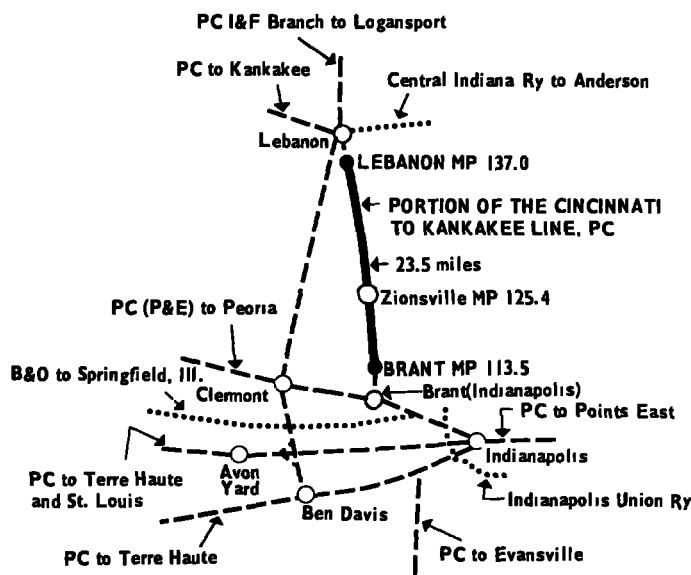 PC I&F Branch to Logansport
PC to Kankakee
Central Indiana Ry to Anderson
Lebanon
LEBANON MP 137.0
PORTION OF THE CINCINNATI
TO KANKAKEE LINE, PC
23.5 miles
Zionsville MP 125.4
PC (P&E) to Peoria
BRANT MP 113.5
B&O to Springfield, Ill.
Clermont
Brant(Indianapolis)
PC to Points East
PC to Terre Haute
and St. Louis
Avon
Yard
Indianapolis
Indianapolis Union Ry
Ben Davis
PC to Terre Haute
PC to Evansville